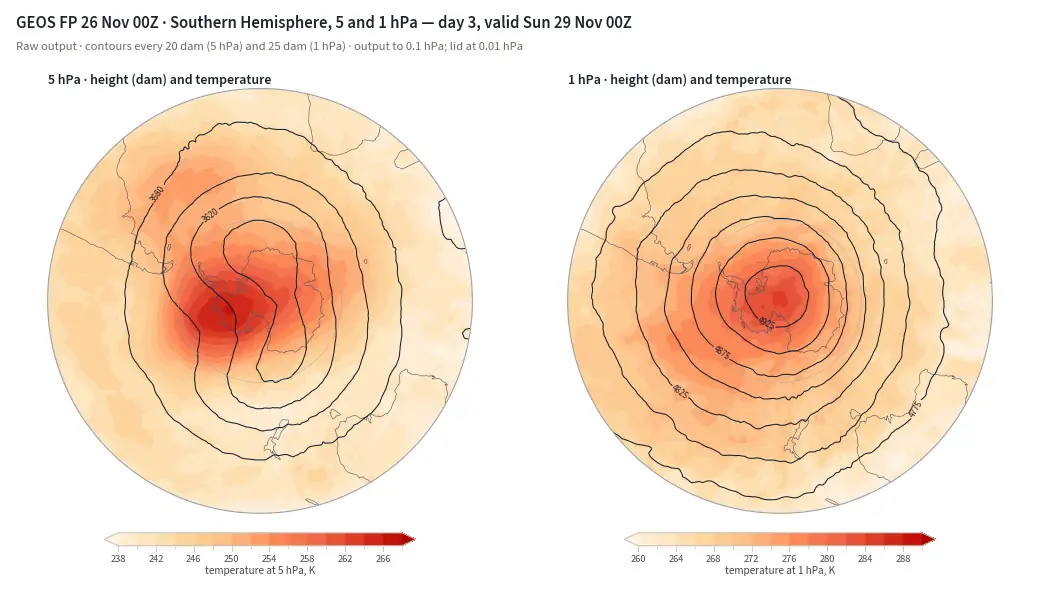 GEOS FP 26 Nov 00Z · Southern Hemisphere, 5 and 1 hPa — day 3, valid Sun 29 Nov 00Z
Raw output · contours every 20 dam (5 hPa) and 25 dam (1 hPa) · output to 0.1 hPa; lid at 0.01 hPa
5 hPa · height (dam) and temperature
1 hPa · height (dam) and temperature
3620
4925
4875
4825
4775
238 242 246 250 254 258 262 266
temperature at 5 hPa, K
260 264 268 272 276 280 284 288
temperature at 1 hPa, K